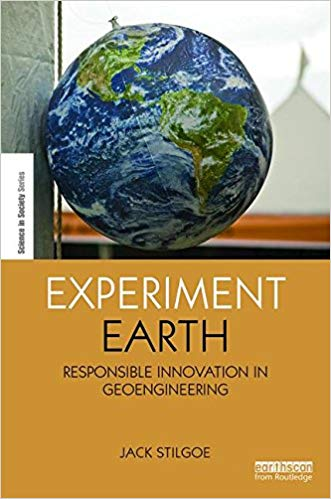 Science in Society Series
EXPERIMENT
EARTH
RESPONSIBLE INNOVATION IN
GEOENGINEERING
JACK STILGOE
earthscan
from Routledge